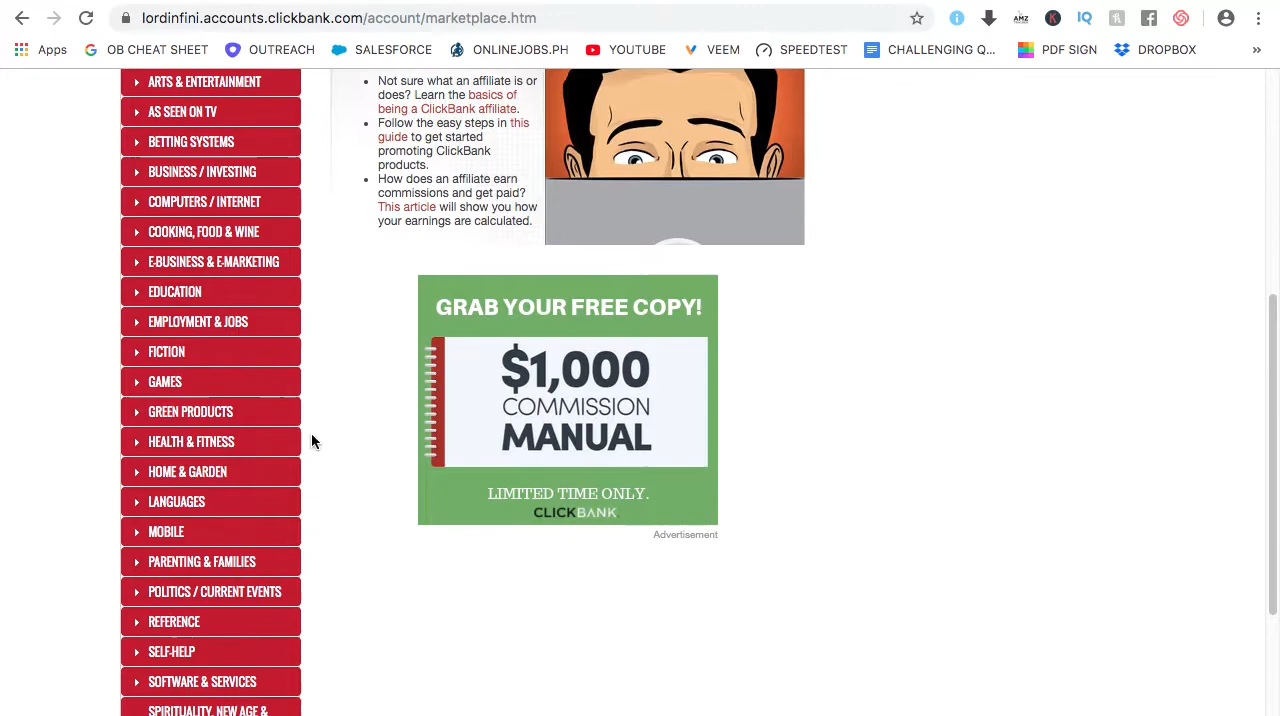 lordinfini.accounts.clickbank.com/account/marketplace.htm
AMZ
K
IQ
h
Apps
OB CHEAT SHEET
OUTREACH
SALESFORCE
ONLINEJOBS.PH
YOUTUBE
VEEM
SPEEDTEST
CHALLENGING Q...
PDF SIGN
DROPBOX
»
ARTS & ENTERTAINMENT
AS SEEN ON TV
BETTING SYSTEMS
BUSINESS / INVESTING
COMPUTERS / INTERNET
COOKING, FOOD & WINE
E-BUSINESS & E-MARKETING
EDUCATION
EMPLOYMENT & JOBS
FICTION
GAMES
GREEN PRODUCTS
HEALTH & FITNESS
HOME & GARDEN
LANGUAGES
MOBILE
PARENTING & FAMILIES
POLITICS / CURRENT EVENTS
REFERENCE
SELF-HELP
SOFTWARE & SERVICES
SPIRITUALITY, NEW AGE &
• Not sure what an affiliate is or
does? Learn the basics of
being a ClickBank affiliate.
• Follow the easy steps in this
guide to get started
promoting ClickBank
products.
• How does an affiliate earn
commissions and get paid?
This article will show you how
your earnings are calculated.
GRAB YOUR FREE COPY!
$1,000
COMMISSION
MANUAL
LIMITED TIME ONLY.
CLICKBANK
Advertisement